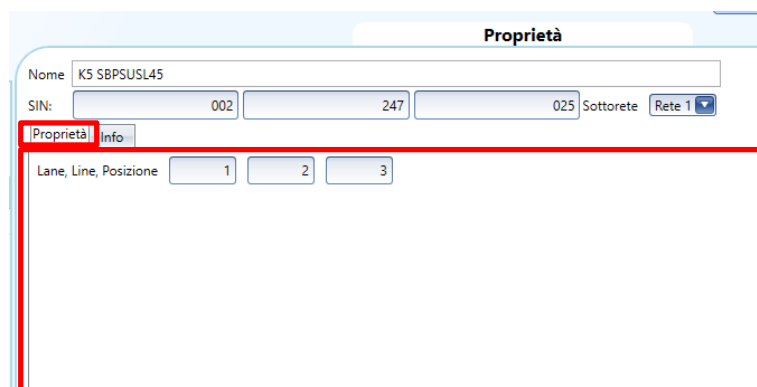 Proprietà
Nome K5 SBPSUSL45
SIN: 002 247 025 Sottorete Rete 1
Proprietà Info
Lane, Line, Posizione 1 2 3